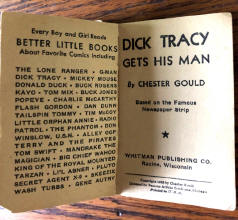 Every Boy and Girl Reads
BETTER LITTLE BOOKS
About Favorite Comics Including
THE LONE RANGER - G-MAN
DICK TRACY - MICKEY MOUSE
DONALD DUCK - BUCK ROGERS
KAYO - TOM MIX - BUCK JONES
POPEYE - CHARLIE McCARTHY
FLASH GORDON - DAN DUNN
TAILSPIN TOMMY - TIM McCOY
LITTLE ORPHAN ANNIE - RADIO
PATROL - THE PHANTOM - DON
WINSLOW, U.S.N. - ALLEY OOP
TERRY AND THE PIRATES
TOM SWIFT - MANDRAKE THE
MAGICIAN - BIG CHIEF WAHOO
KING OF THE ROYAL MOUNTED
TARZAN - LI'L ABNER - PLUTO
SECRET AGENT X-9 - SKEEZIX
WASH TUBBS - GENE AUTRY
DICK TRACY
GETS HIS MAN
By CHESTER GOULD
Based on the Famous
Newspaper Strip
WHITMAN PUBLISHING CO.
Racine, Wisconsin
Printed in U.S.A.